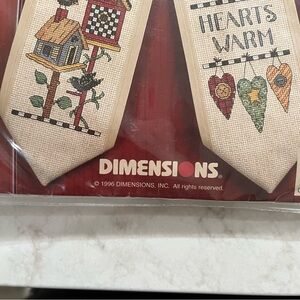 HEARTS
WARM
DIMENSIONS®
© 1996 DIMENSIONS, INC. All rights reserved.